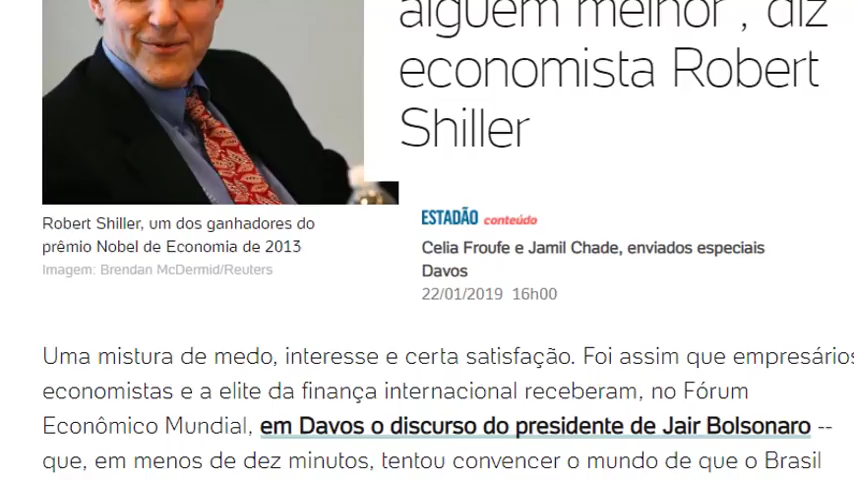 alguém melhor", diz
economista Robert
Shiller
Robert Shiller, um dos ganhadores do
prêmio Nobel de Economia de 2013
Imagem: Brendan McDermid/Reuters
ESTADÃO conteúdo
Celia Froufe e Jamil Chade, enviados especiais
Davos
22/01/2019 16h00
Uma mistura de medo, interesse e certa satisfação. Foi assim que empresários
economistas e a elite da finança internacional receberam, no Fórum
Econômico Mundial, em Davos o discurso do presidente de Jair Bolsonaro --
que, em menos de dez minutos, tentou convencer o mundo de que o Brasil